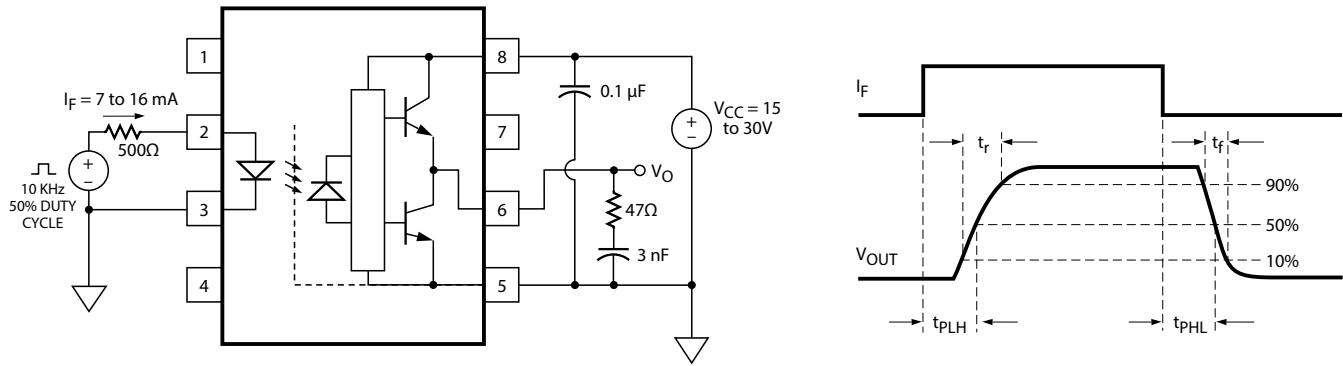 1
2
3
4
8
7
6
5
I_F = 7 to 16 mA
500Ω
+
−
10 KHz
50% DUTY
CYCLE
0.1 µF
V_CC = 15
to 30V
+
−
V_O
47Ω
3 nF
I_F
t_r
t_f
90%
50%
10%
V_OUT
t_PLH
t_PHL